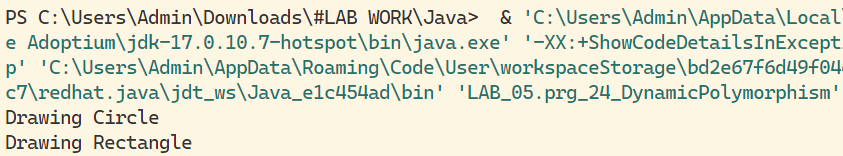 PS C:\Users\Admin\Downloads\#LAB WORK\Java>  & 'C:\Users\Admin\AppData\Local
e Adoptium\jdk-17.0.10.7-hotspot\bin\java.exe' '-XX:+ShowCodeDetailsInExcept
p' 'C:\Users\Admin\AppData\Roaming\Code\User\workspaceStorage\bd2e67f6d49f04
c7\redhat.java\jdt_ws\Java_e1c454ad\bin' 'LAB_05.prg_24_DynamicPolymorphism'
Drawing Circle
Drawing Rectangle